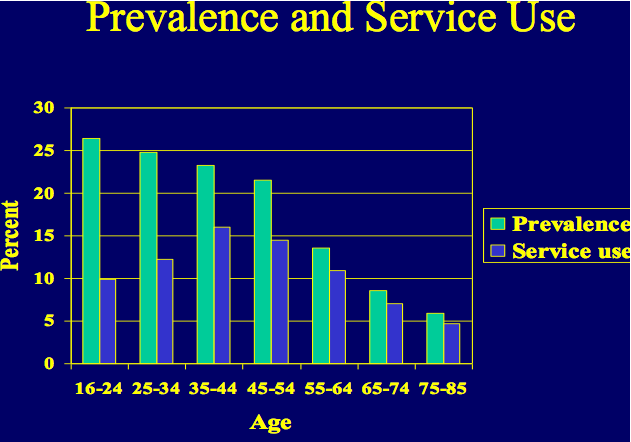 Prevalence and Service Use
30
25
20
15
10
5
0
Percent
16-24 25-34 35-44 45-54 55-64 65-74 75-85
Age
Prevalence
Service use